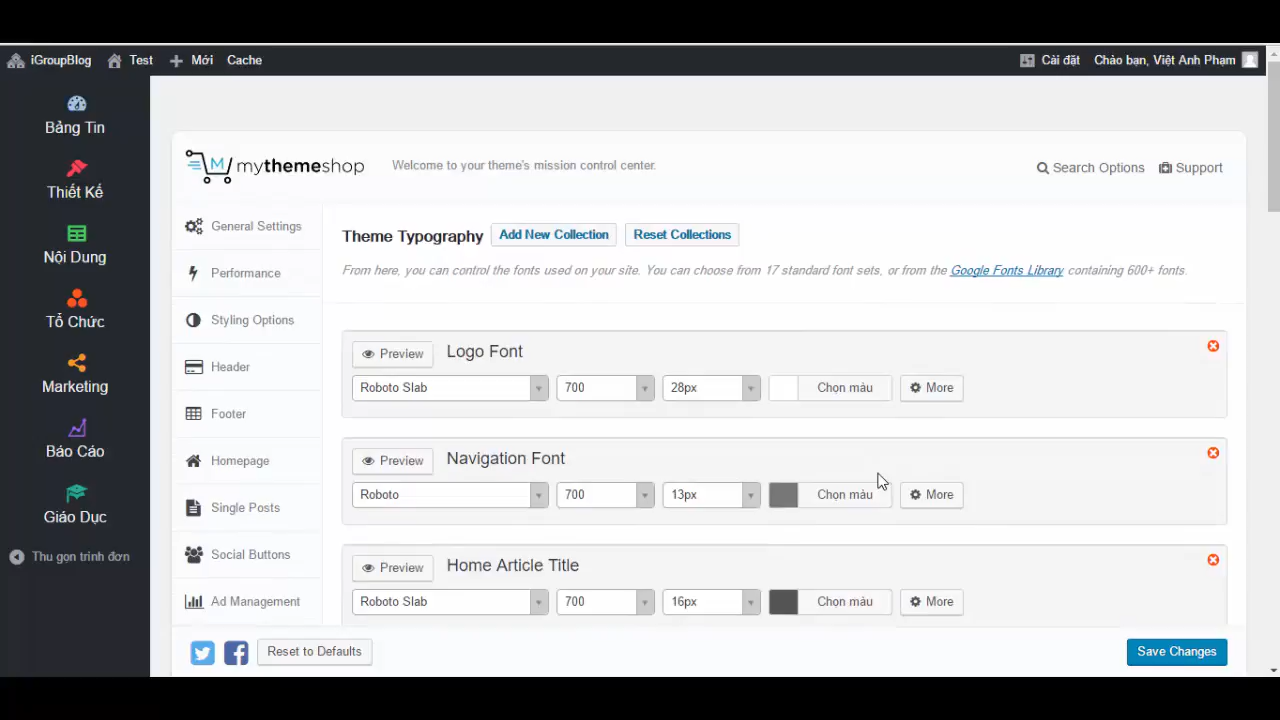 iGroupBlog Test Mới Cache Cài đặt Chào bạn, Việt Anh Phạm
Bảng Tin
Thiết Kế
Nội Dung
Tổ Chức
Marketing
Báo Cáo
Giáo Dục
Thu gọn trình đơn
M mythemeshop Welcome to your theme's mission control center. Search Options Support
General Settings
Performance
Styling Options
Header
Footer
Homepage
Single Posts
Social Buttons
Ad Management
Theme Typography Add New Collection Reset Collections
From here, you can control the fonts used on your site. You can choose from 17 standard font sets, or from the Google Fonts Library containing 600+ fonts.
Preview Logo Font
Roboto Slab 700 28px Chọn màu More
Preview Navigation Font
Roboto 700 13px Chọn màu More
Preview Home Article Title
Roboto Slab 700 16px Chọn màu More
Reset to Defaults Save Changes